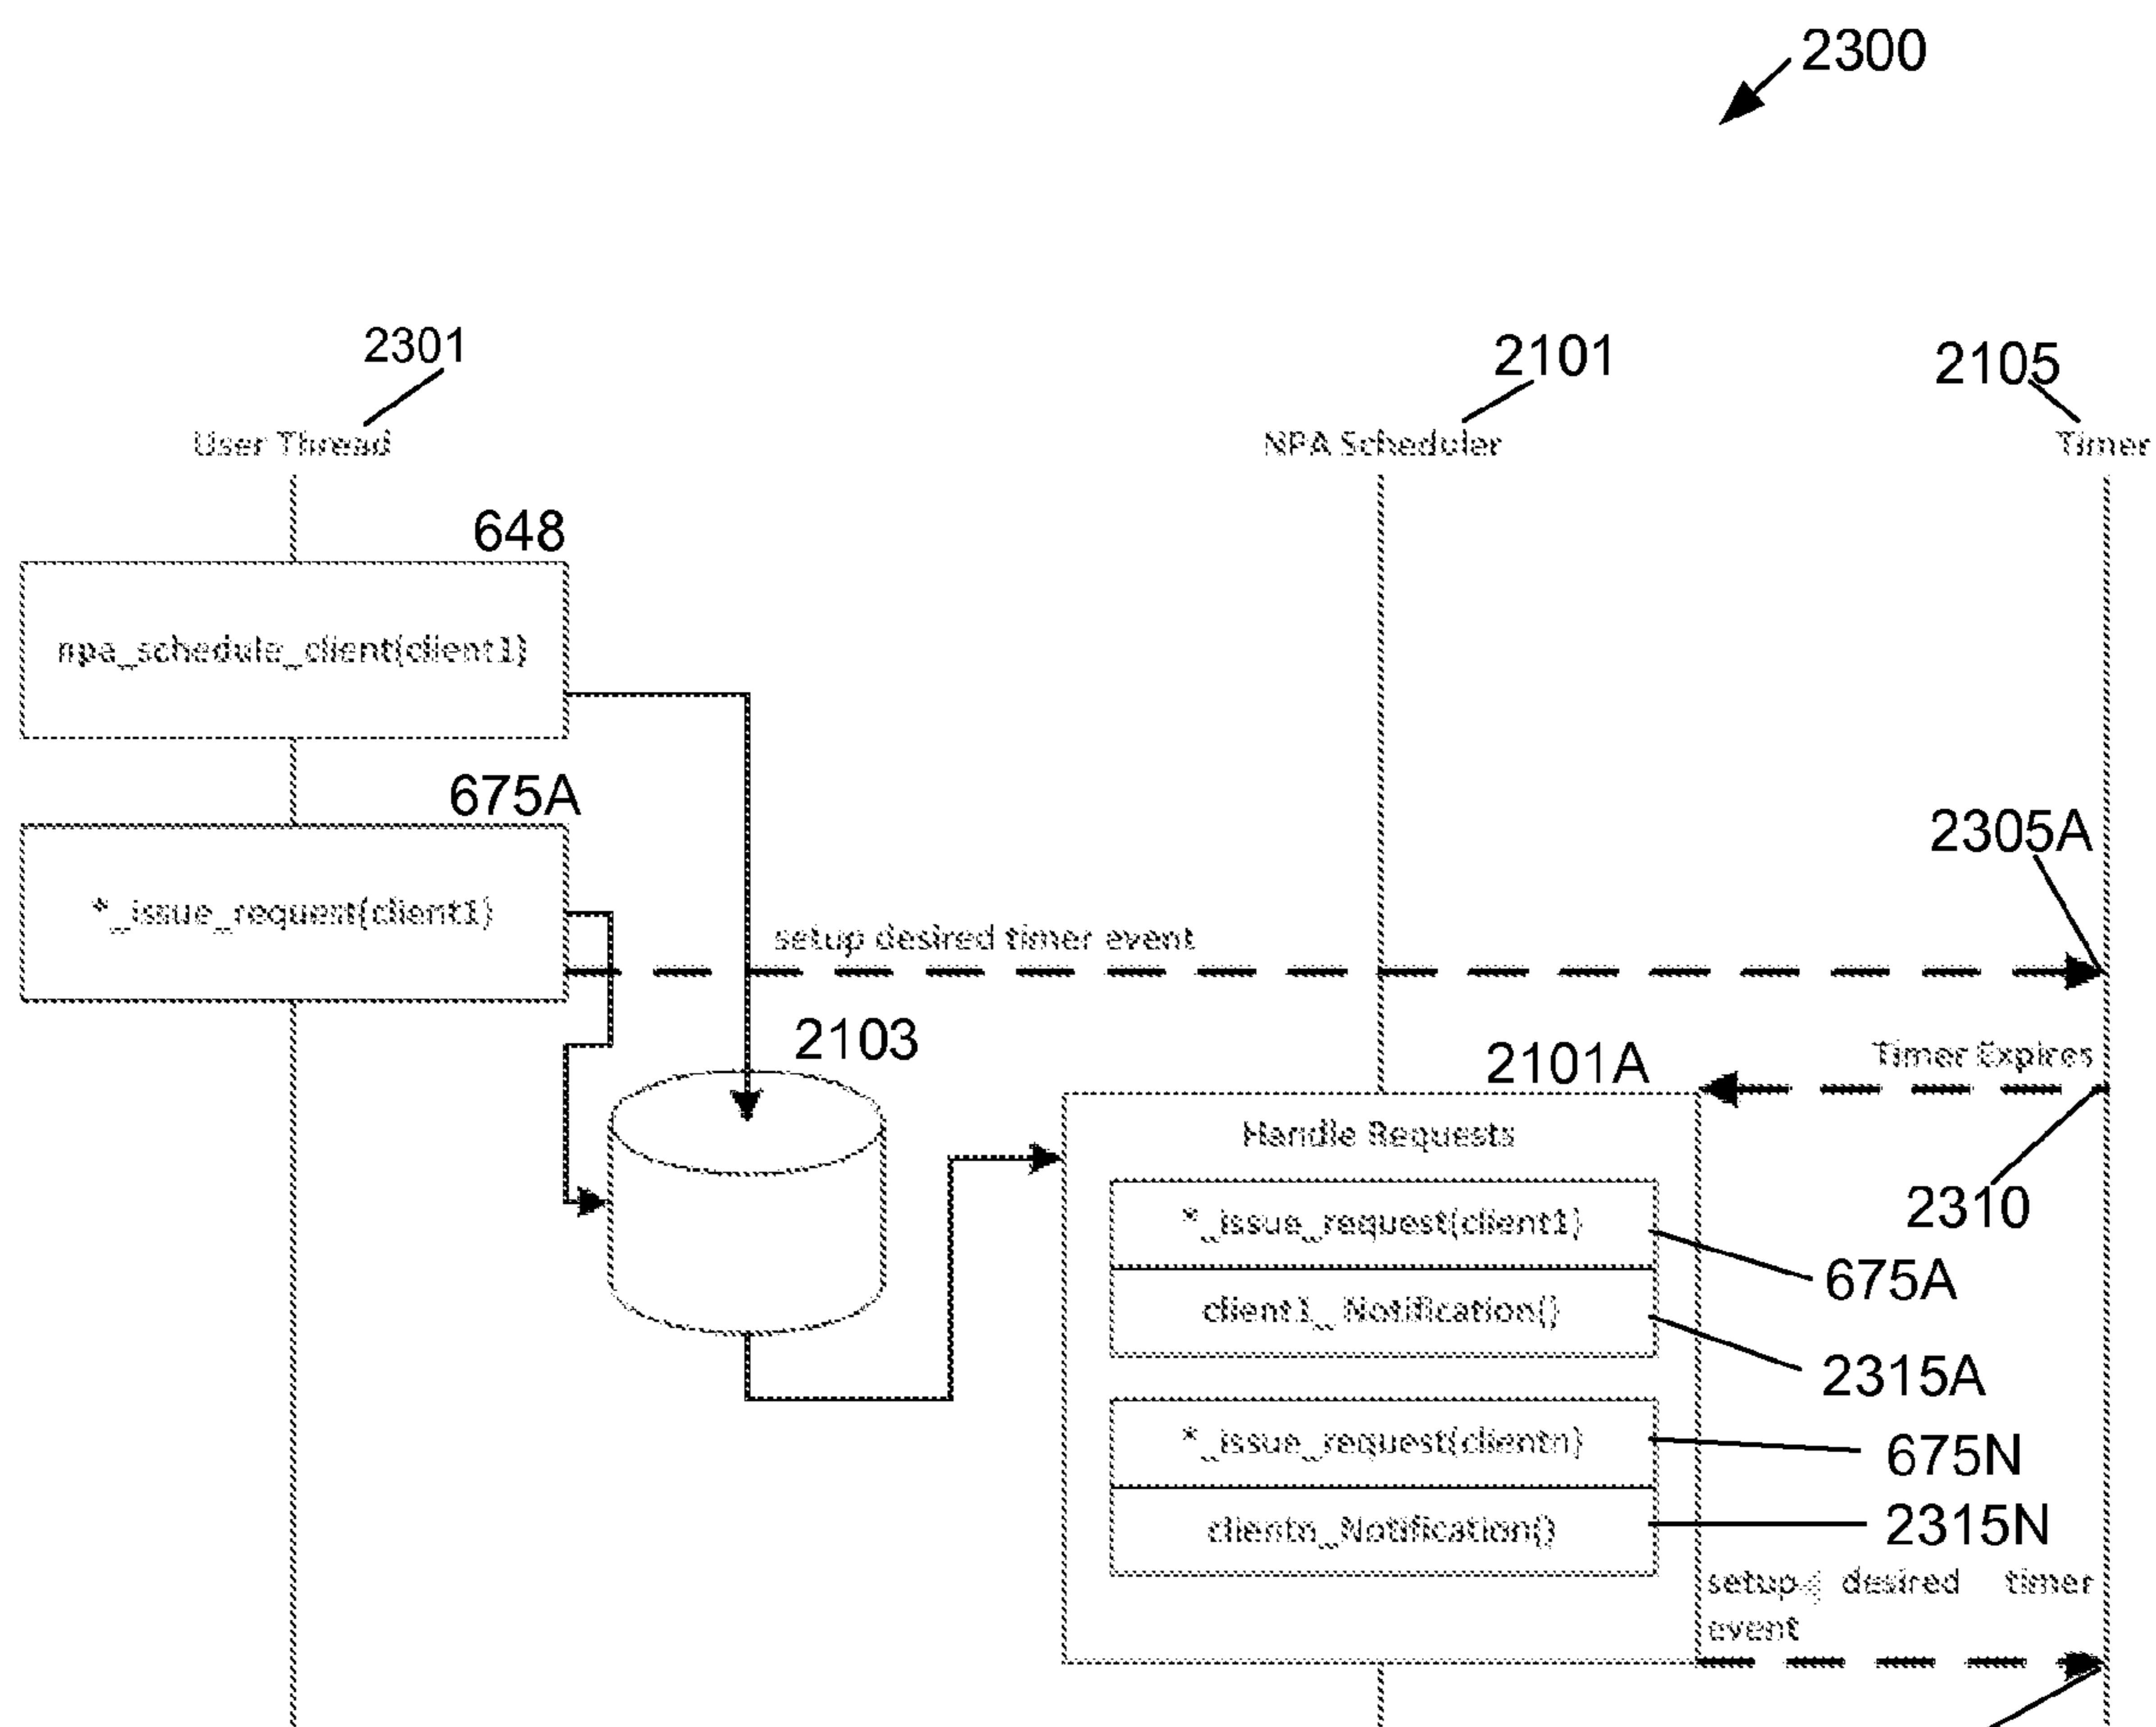 2300
2301
2101
2105
User Thread
NPA Scheduler
Timer
648
npa_schedule_client(client1)
675A
*_issue_request(client1)
2305A
setup desired timer event
2103
2101A
Timer Expires
Handle Requests
2310
*_issue_request(client1)
675A
client1_ Notification()
2315A
*_issue_request(clientn)
675N
clientn_Notification()
2315N
setup desired timer
event